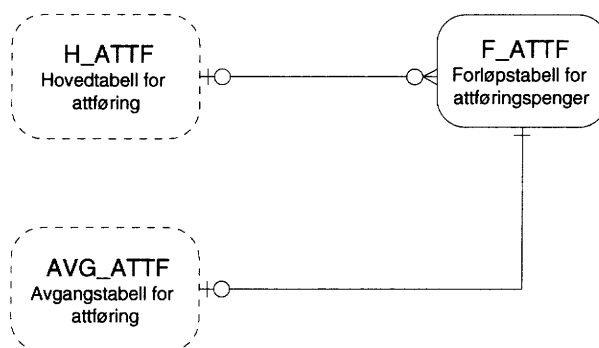 H_ATTF
Hovedtabell for
attføring
F_ATTF
Forløpstabell for
attføringspenger
AVG_ATTF
Avgangstabell for
attføring